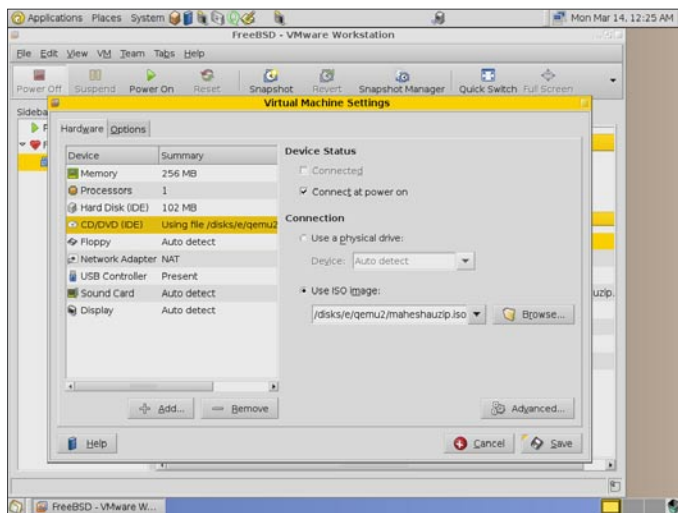 Applications Places System Mon Mar 14, 12:25 AM
FreeBSD - VMware Workstation
File Edit View VM Team Tabs Help
Power Off Suspend Power On Reset Snapshot Revert Snapshot Manager Quick Switch Full Screen
Virtual Machine Settings
Sideba
Hardware Options
Device Summary
Memory 256 MB
Processors 1
Hard Disk (IDE) 102 MB
CD/DVD (IDE) Using file /disks/e/qemu2
Floppy Auto detect
Network Adapter NAT
USB Controller Present
Sound Card Auto detect
Display Auto detect
Device Status
Connected
Connect at power on
Connection
Use a physical drive:
Device: Auto detect
Use ISO image:
/disks/e/qemu2/maheshauzip.iso Browse...
uzip.
Add... Remove
Advanced...
Help Cancel Save
FreeBSD - VMware W...